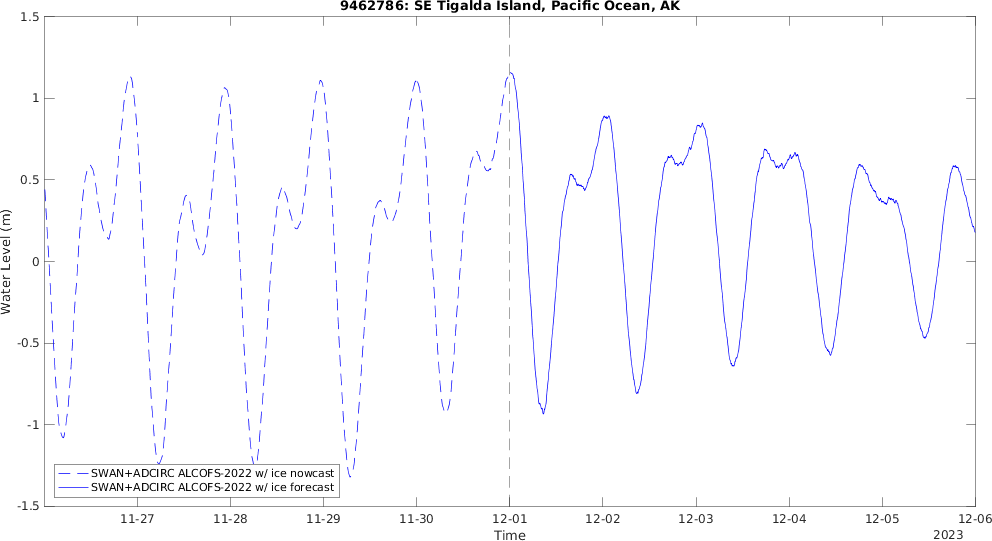 9462786: SE Tigalda Island, Pacific Ocean, AK
1.5
1
0.5
0
-0.5
-1
-1.5
Water Level (m)
SWAN+ADCIRC ALCOFS-2022 w/ ice nowcast
SWAN+ADCIRC ALCOFS-2022 w/ ice forecast
11-27 11-28 11-29 11-30 12-01 12-02 12-03 12-04 12-05 12-06
Time
2023